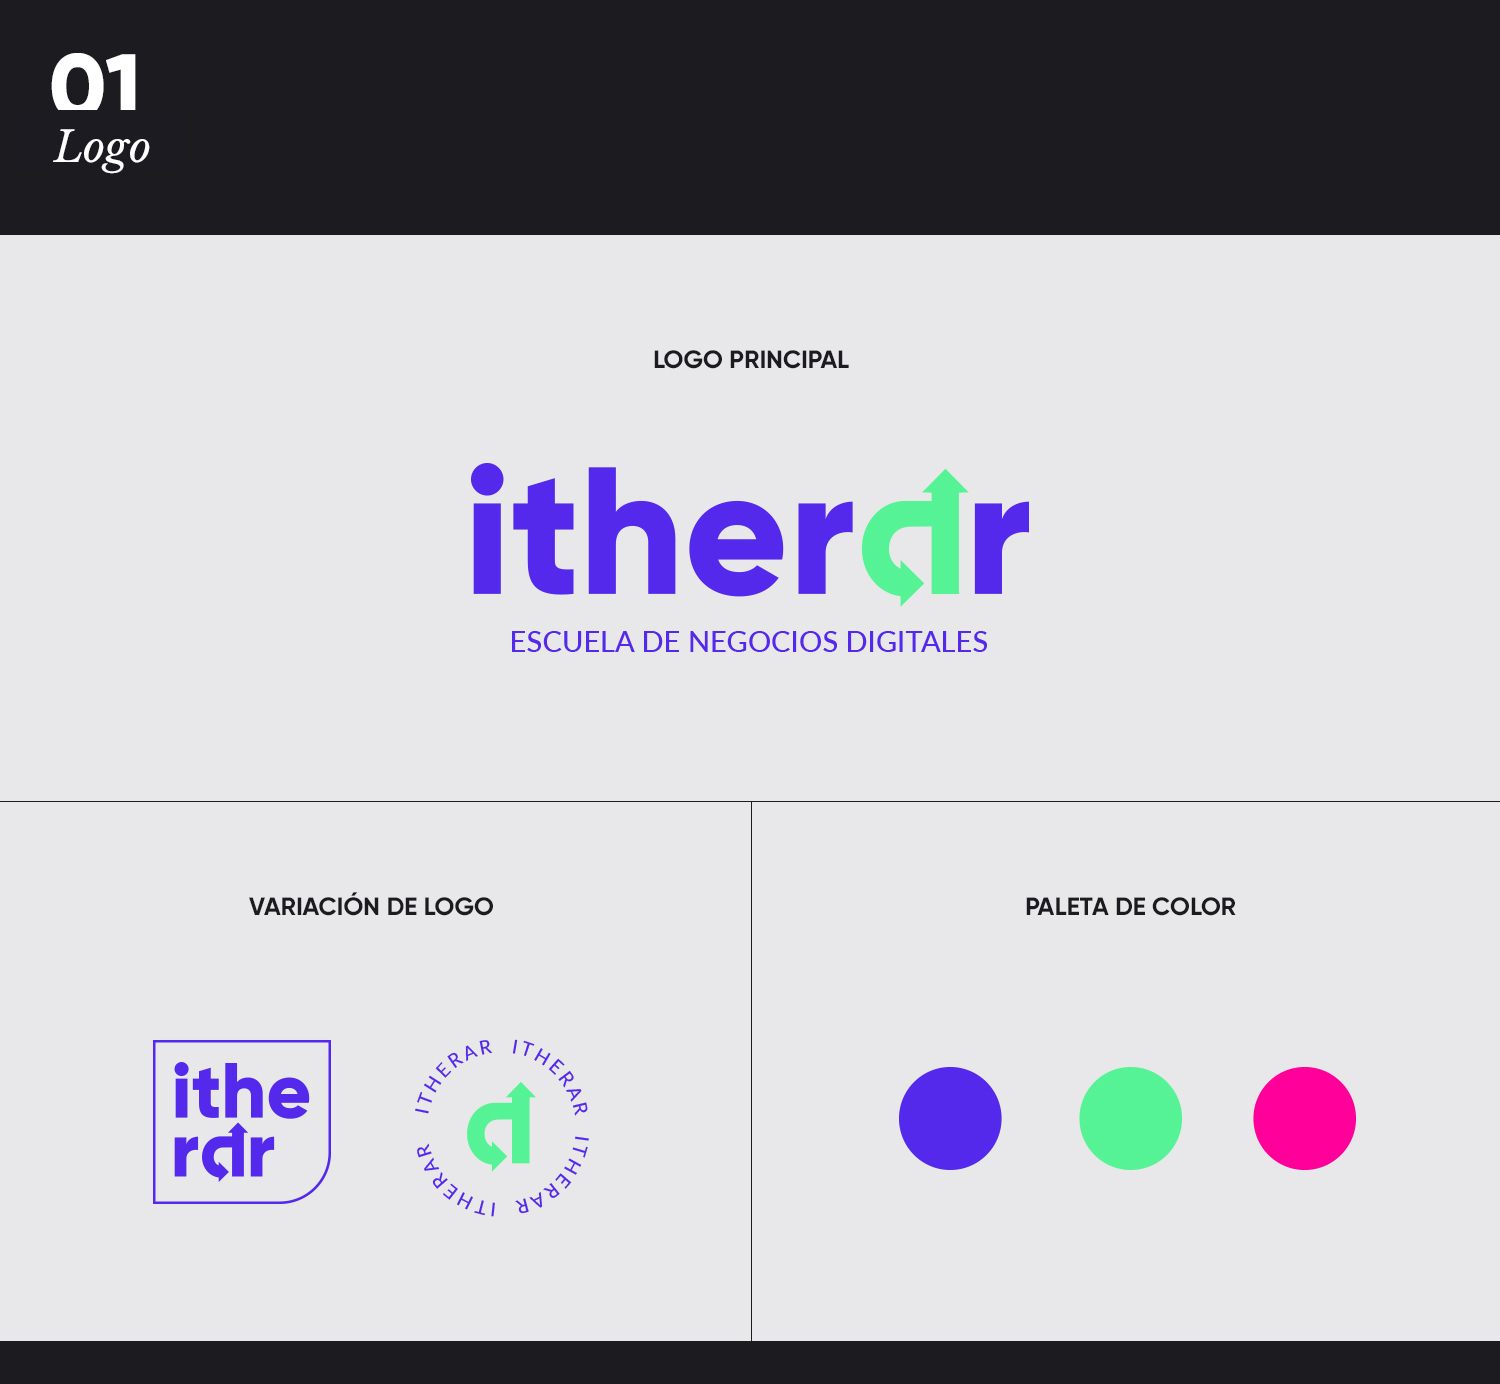 01
Logo
LOGO PRINCIPAL
itherar
ESCUELA DE NEGOCIOS DIGITALES
VARIACIÓN DE LOGO
PALETA DE COLOR
ithe
rar
ITHERAR ITHERAR ITHERAR ITHERAR